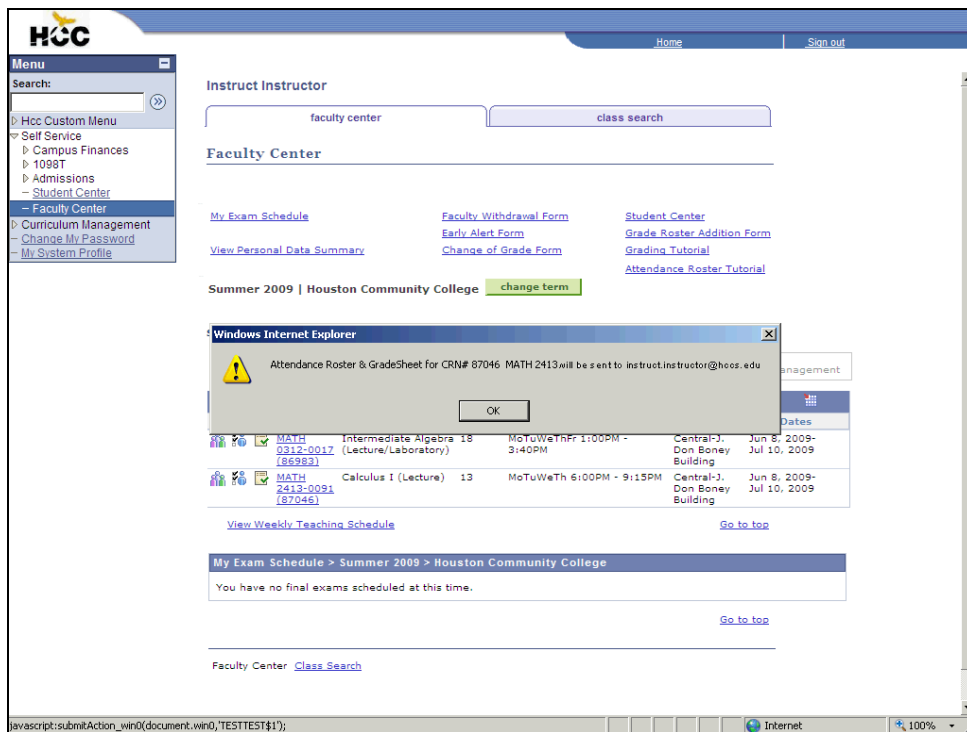 HCC
Home Sign out
Menu
Search:
Hcc Custom Menu
Self Service
Campus Finances
1098T
Admissions
Student Center
Faculty Center
Curriculum Management
Change My Password
My System Profile
Instruct Instructor
faculty center class search
Faculty Center
My Exam Schedule Faculty Withdrawal Form Student Center
Early Alert Form Grade Roster Addition Form
View Personal Data Summary Change of Grade Form Grading Tutorial
Attendance Roster Tutorial
Summer 2009 | Houston Community College change term
Windows Internet Explorer
Attendance Roster & GradeSheet for CRN# 87046 MATH 2413 will be sent to instruct.instructor@hccs.edu
OK
Dates
MATH Intermediate Algebra 18 MoTuWeThFr 1:00PM - Central-J. Jun 8, 2009-
0312-0017 (Lecture/Laboratory) 3:40PM Don Boney Jul 10, 2009
(86983) Building
MATH Calculus I (Lecture) 13 MoTuWeTh 6:00PM - 9:15PM Central-J. Jun 8, 2009-
2413-0091 Don Boney Jul 10, 2009
(87046) Building
View Weekly Teaching Schedule Go to top
My Exam Schedule > Summer 2009 > Houston Community College
You have no final exams scheduled at this time.
Go to top
Faculty Center Class Search
javascript:submitAction_win0(document.win0,'TESTTEST$1'); Internet 100%